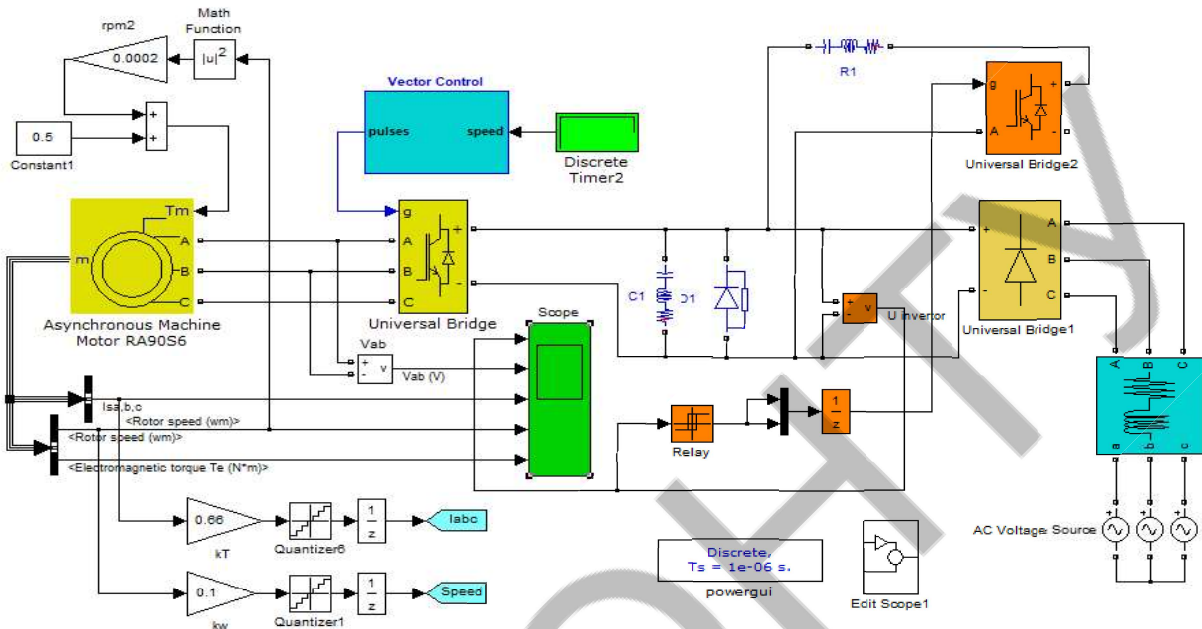 rpm2
Math
Function
0.0002
|u|²
R1
Vector Control
g
+
A
-
pulses
speed
+
+
0.5
Constant1
Discrete
Timer2
Universal Bridge2
Tm
g
A
A
+
+
A
m
B
B
B
C
C
-
-
C
C1
D1
Asynchronous Machine
Motor RA90S6
Universal Bridge
Scope
+
-
v
U invertor
Universal Bridge1
Vab
+
-
v
Vab (V)
A
B
C
Isa,b,c
<Rotor speed (wm)>
<Rotor speed (wm)>
1
z
Relay
a
b
c
<Electromagnetic torque Te (N*m)>
0.66
1
z
Iabc
kT
Quantizer6
AC Voltage Source
Discrete,
Ts = 1e-06 s.
powergui
Edit Scope1
0.1
1
z
Speed
kw
Quantizer1